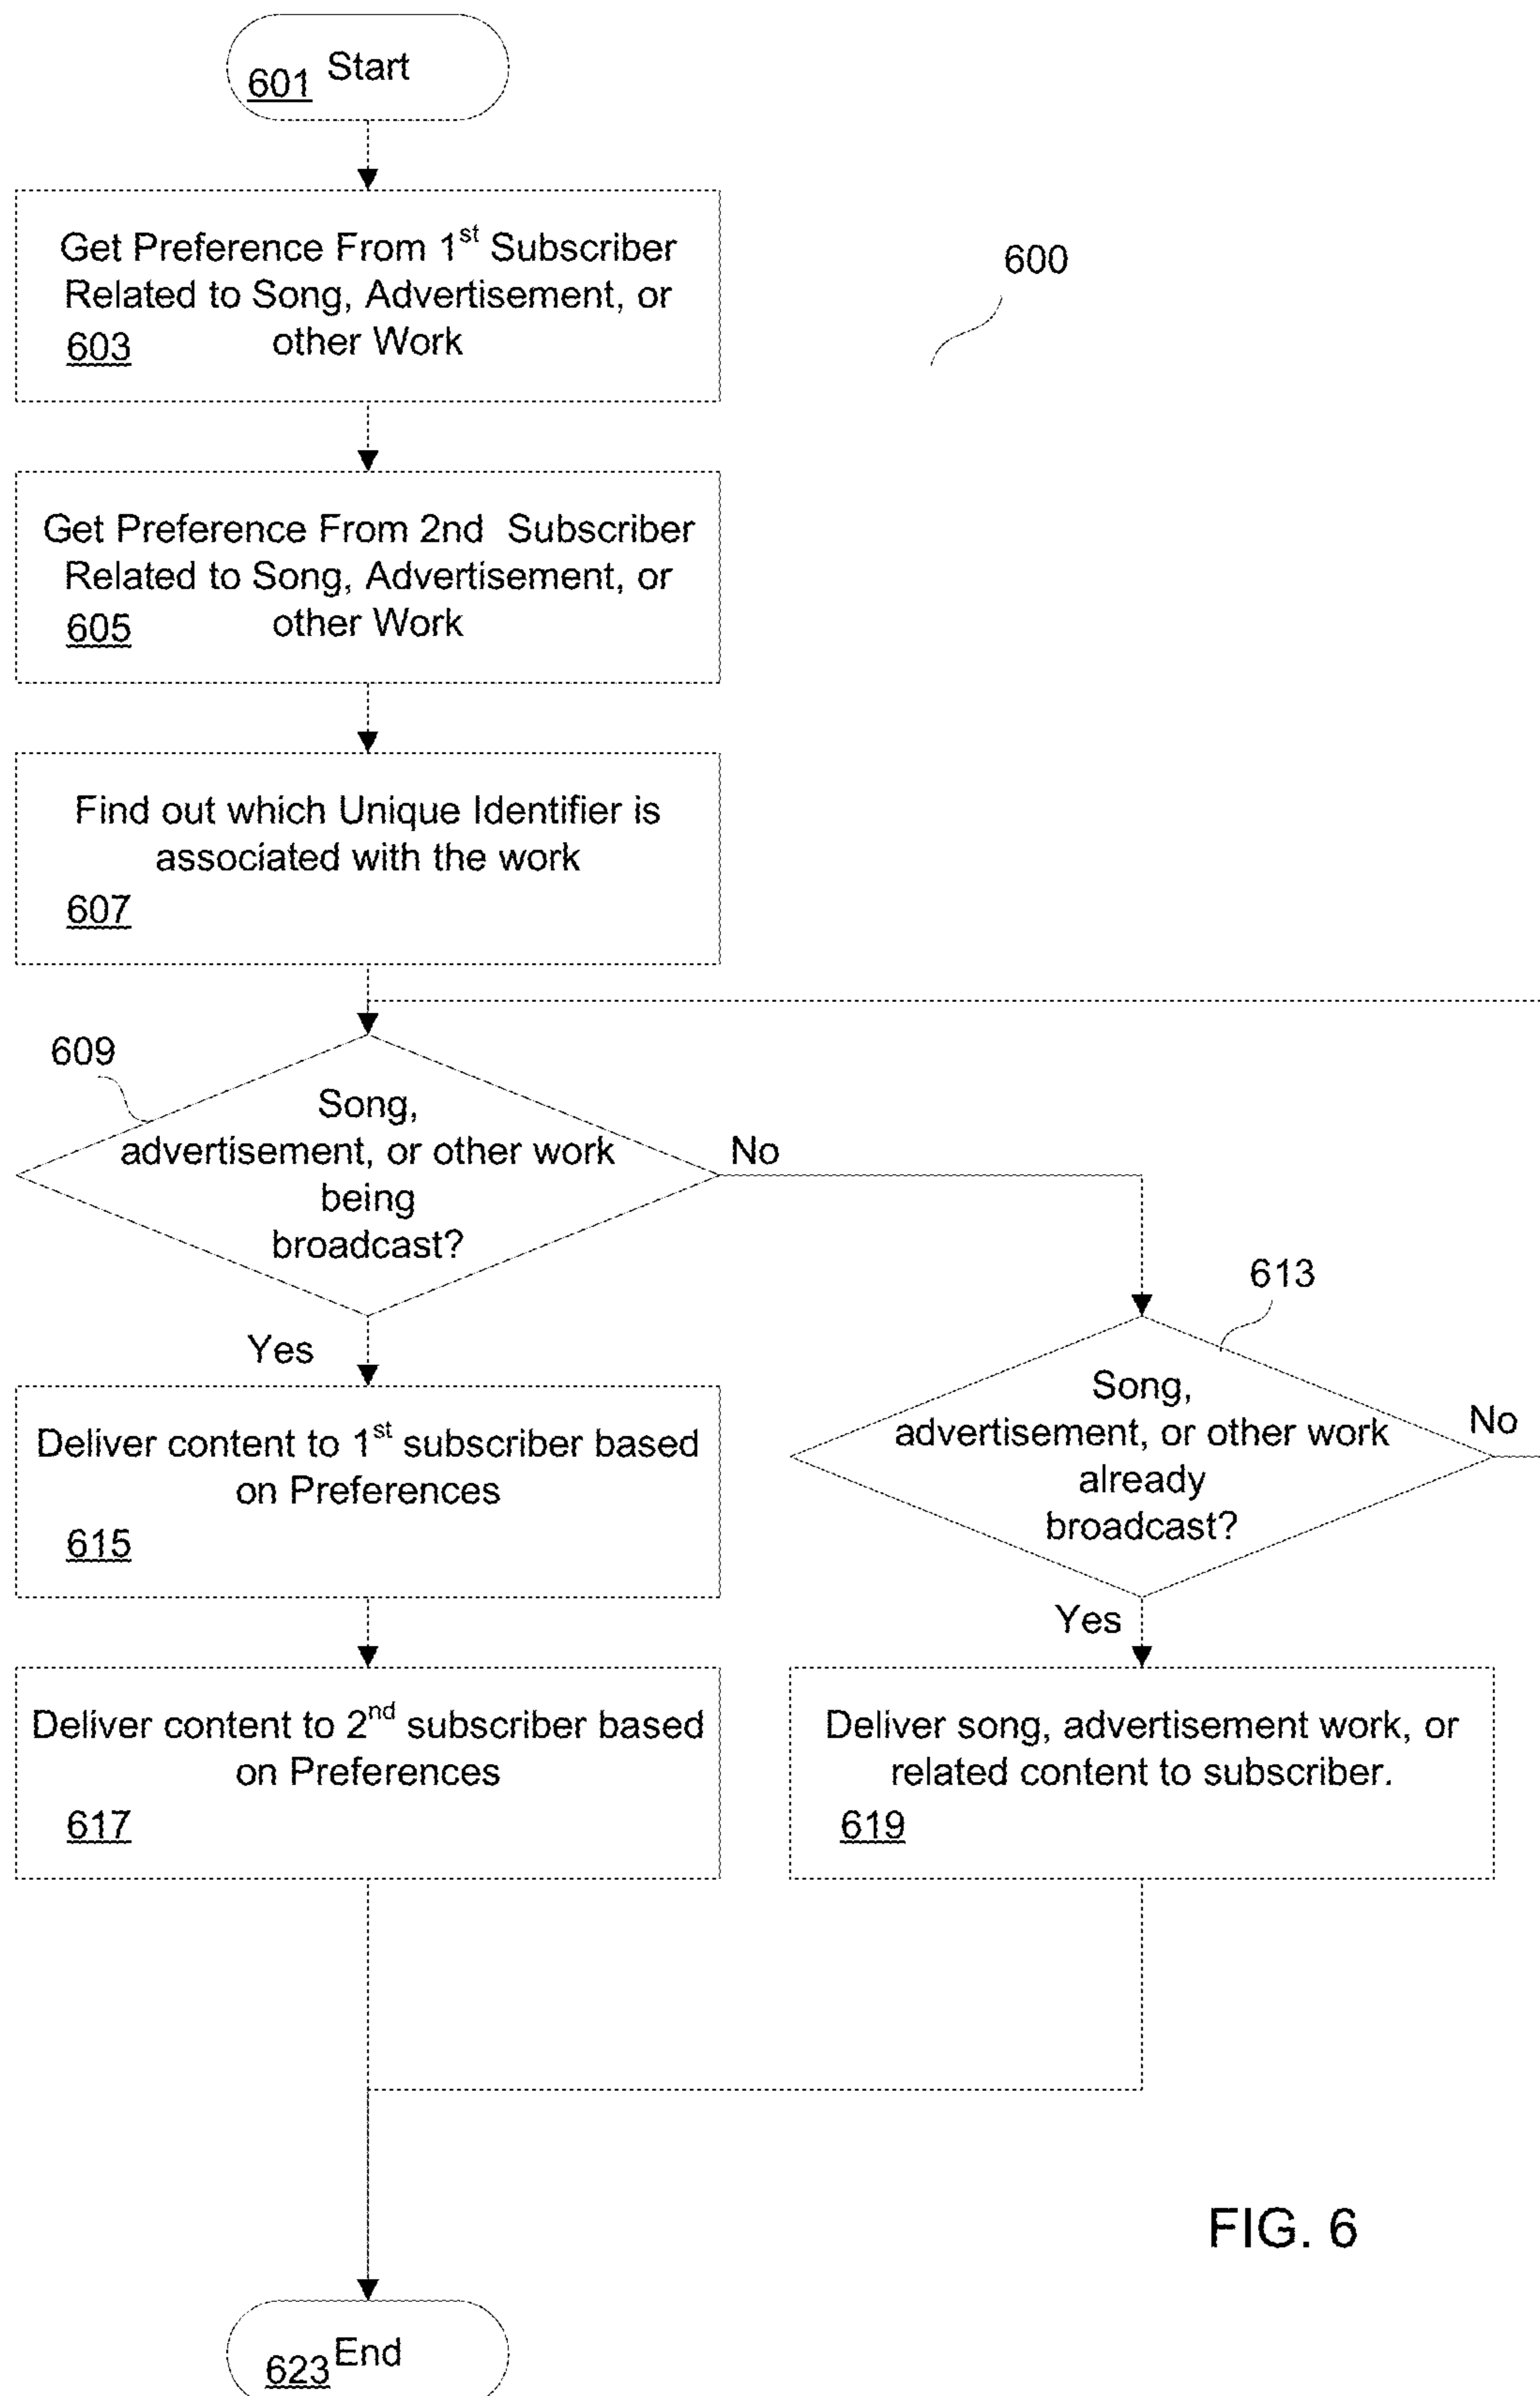 601 Start
Get Preference From 1st Subscriber
Related to Song, Advertisement, or
603 other Work
600
Get Preference From 2nd Subscriber
Related to Song, Advertisement, or
605 other Work
Find out which Unique Identifier is
associated with the work
607
609
Song,
advertisement, or other work
being
broadcast?
No
Yes
613
Song,
advertisement, or other work
already
broadcast?
No
Yes
Deliver content to 1st subscriber based
on Preferences
615
Deliver content to 2nd subscriber based
on Preferences
617
Deliver song, advertisement work, or
related content to subscriber.
619
FIG. 6
623 End